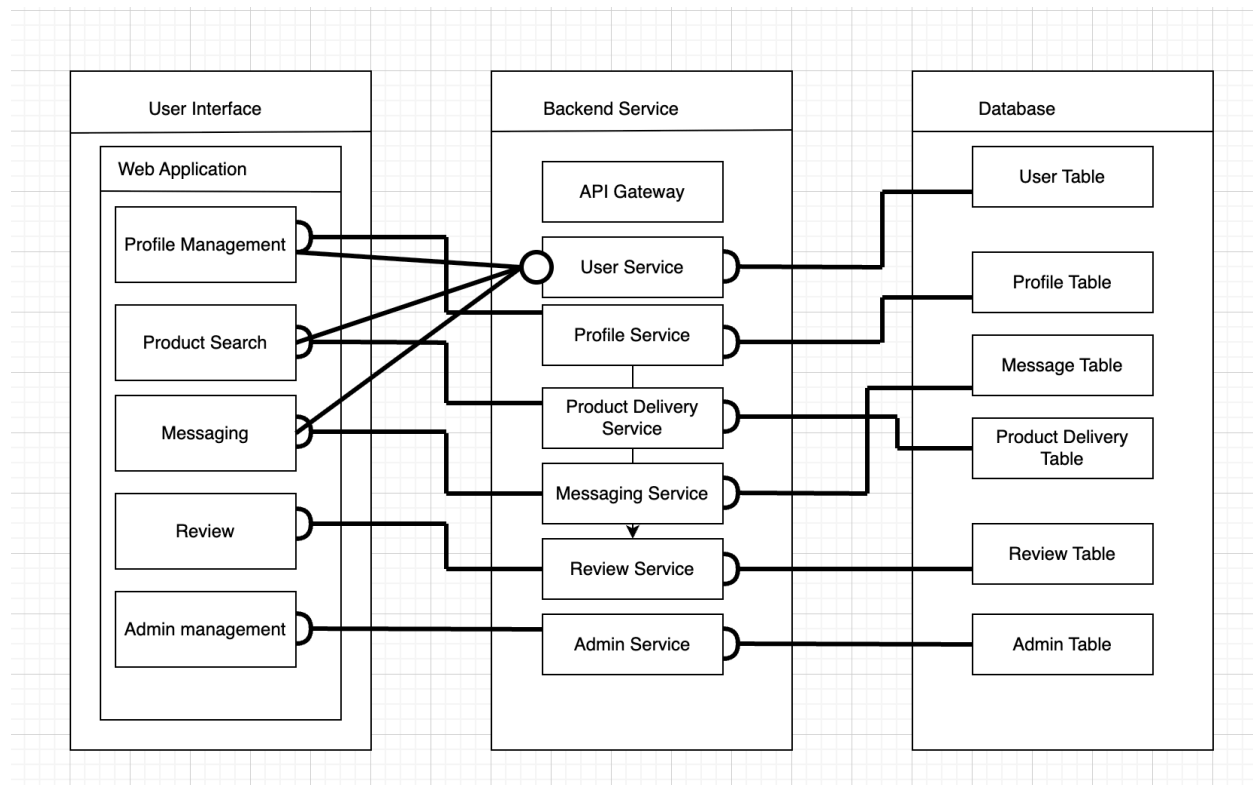 User Interface
Web Application
Profile Management
Product Search
Messaging
Review
Admin management
Backend Service
API Gateway
User Service
Profile Service
Product Delivery
Service
Messaging Service
Review Service
Admin Service
Database
User Table
Profile Table
Message Table
Product Delivery
Table
Review Table
Admin Table